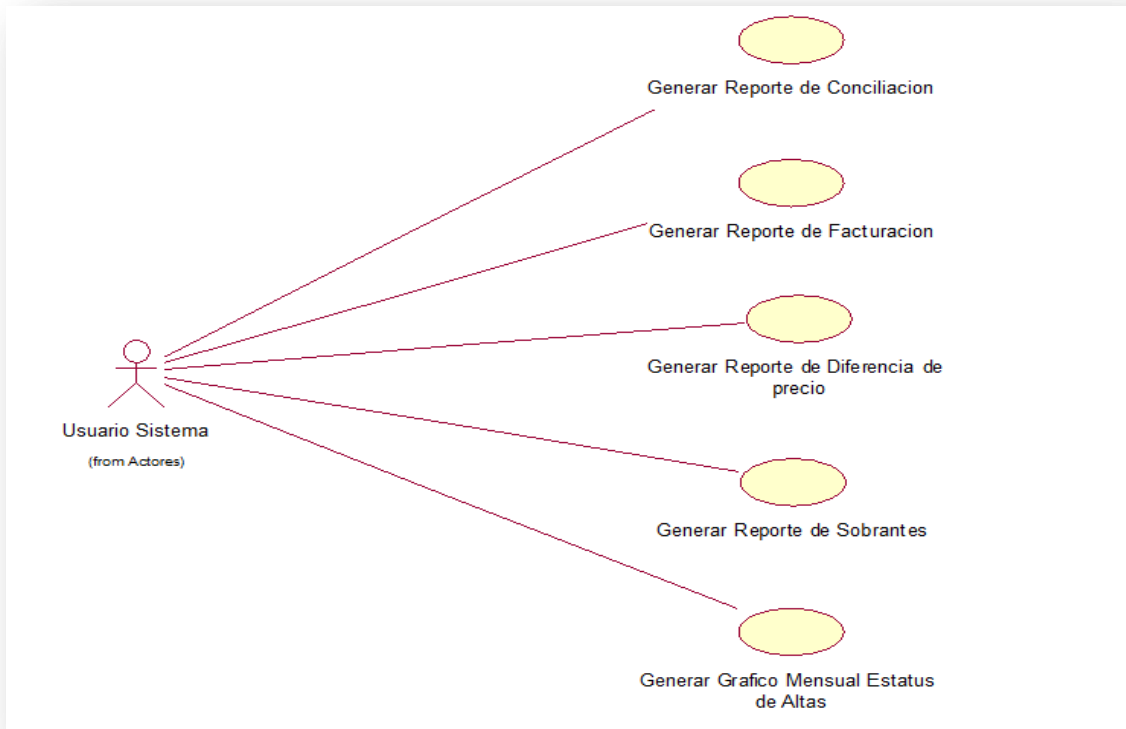 Generar Reporte de Conciliacion
Generar Reporte de Facturacion
Generar Reporte de Diferencia de
precio
Usuario Sistema
(from Actores)
Generar Reporte de Sobrantes
Generar Grafico Mensual Estatus
de Altas